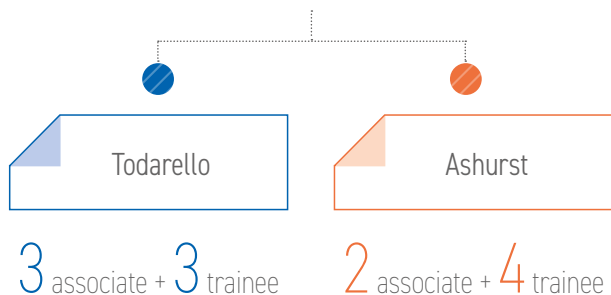 Todarello
Ashurst
3 associate + 3 trainee
2 associate + 4 trainee